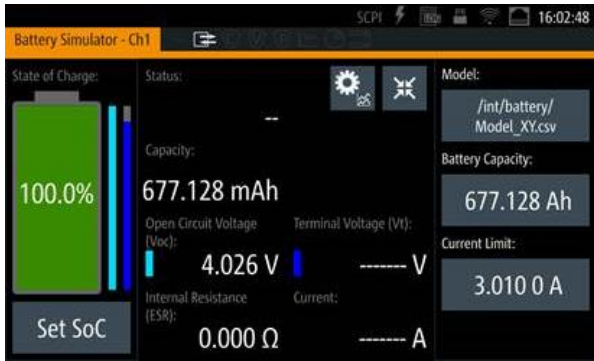 SCPI 16:02:48
Battery Simulator - Ch1
State of Charge:
100.0%
Set SoC
Status:
--
Capacity:
677.128 mAh
Open Circuit Voltage
(Voc):
4.026 V
Terminal Voltage (Vt):
------- V
Internal Resistance
(ESR):
0.000 Ω
Current:
------- A
Model:
/int/battery/
Model_XY.csv
Battery Capacity:
677.128 Ah
Current Limit:
3.010 0 A